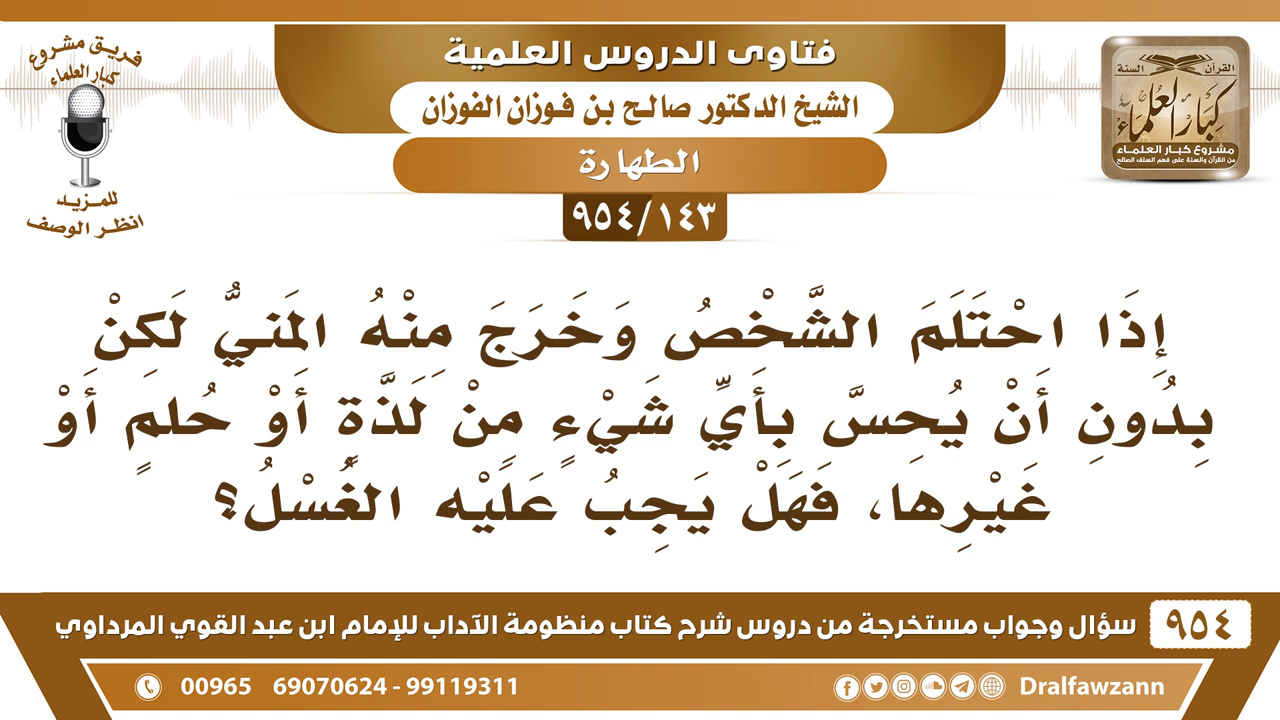 فتاوى الدروس العلمية
الشيخ الدكتور صالح بن فوزان الفوزان
الطهارة
٩٥٤/١٤٣
فريق مشروع
كبار العلماء
للمزيد
انظر الوصف
القرآن السنة
كبار العلماء
مشروع كبار العلماء
من القرآن والسنة على فهم السلف الصالح
إِذَا احْتَلَمَ الشَّخْصُ وَخَرَجَ مِنْهُ المَنيُّ لَكنْ
بِدُونِ أَنْ يُحِسَّ بِأَيِّ شَيْءٍ مِنْ لَذَّةٍ أَوْ حُلمٍ أَوْ
غَيْرِهَا، فَهَلْ يَجِبُ عَلَيْه الغُسْلُ؟
٩٥٤ سؤال وجواب مستخرجة من دروس شرح كتاب منظومة الآداب للإمام ابن عبد القوي المرداوي
00965 69070624 - 99119311
Dralfawzann